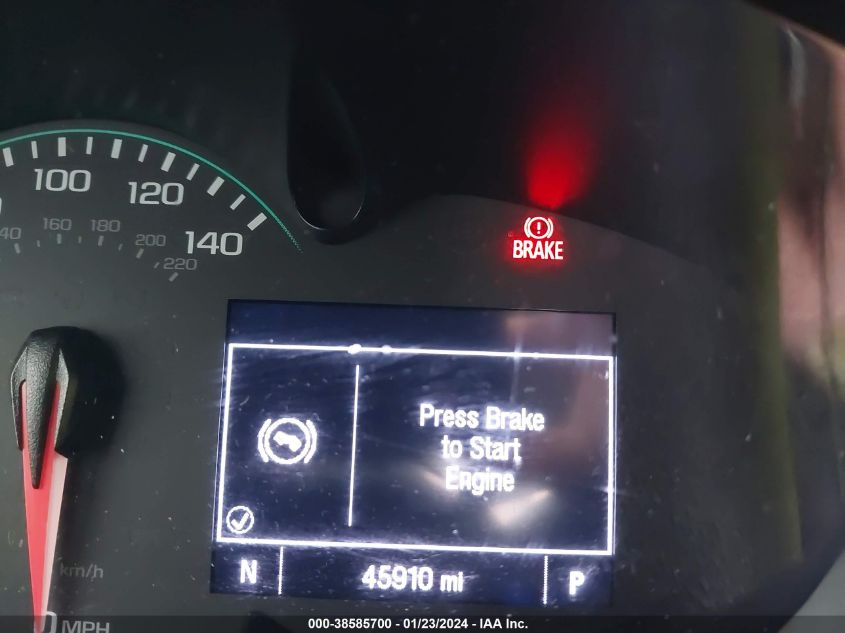 100
120
140
160
180
200
220
BRAKE
Press Brake
to Start
Engine
N 45910 mi P
km/h
0 MPH
000-38585700 - 01/23/2024 - IAA Inc.